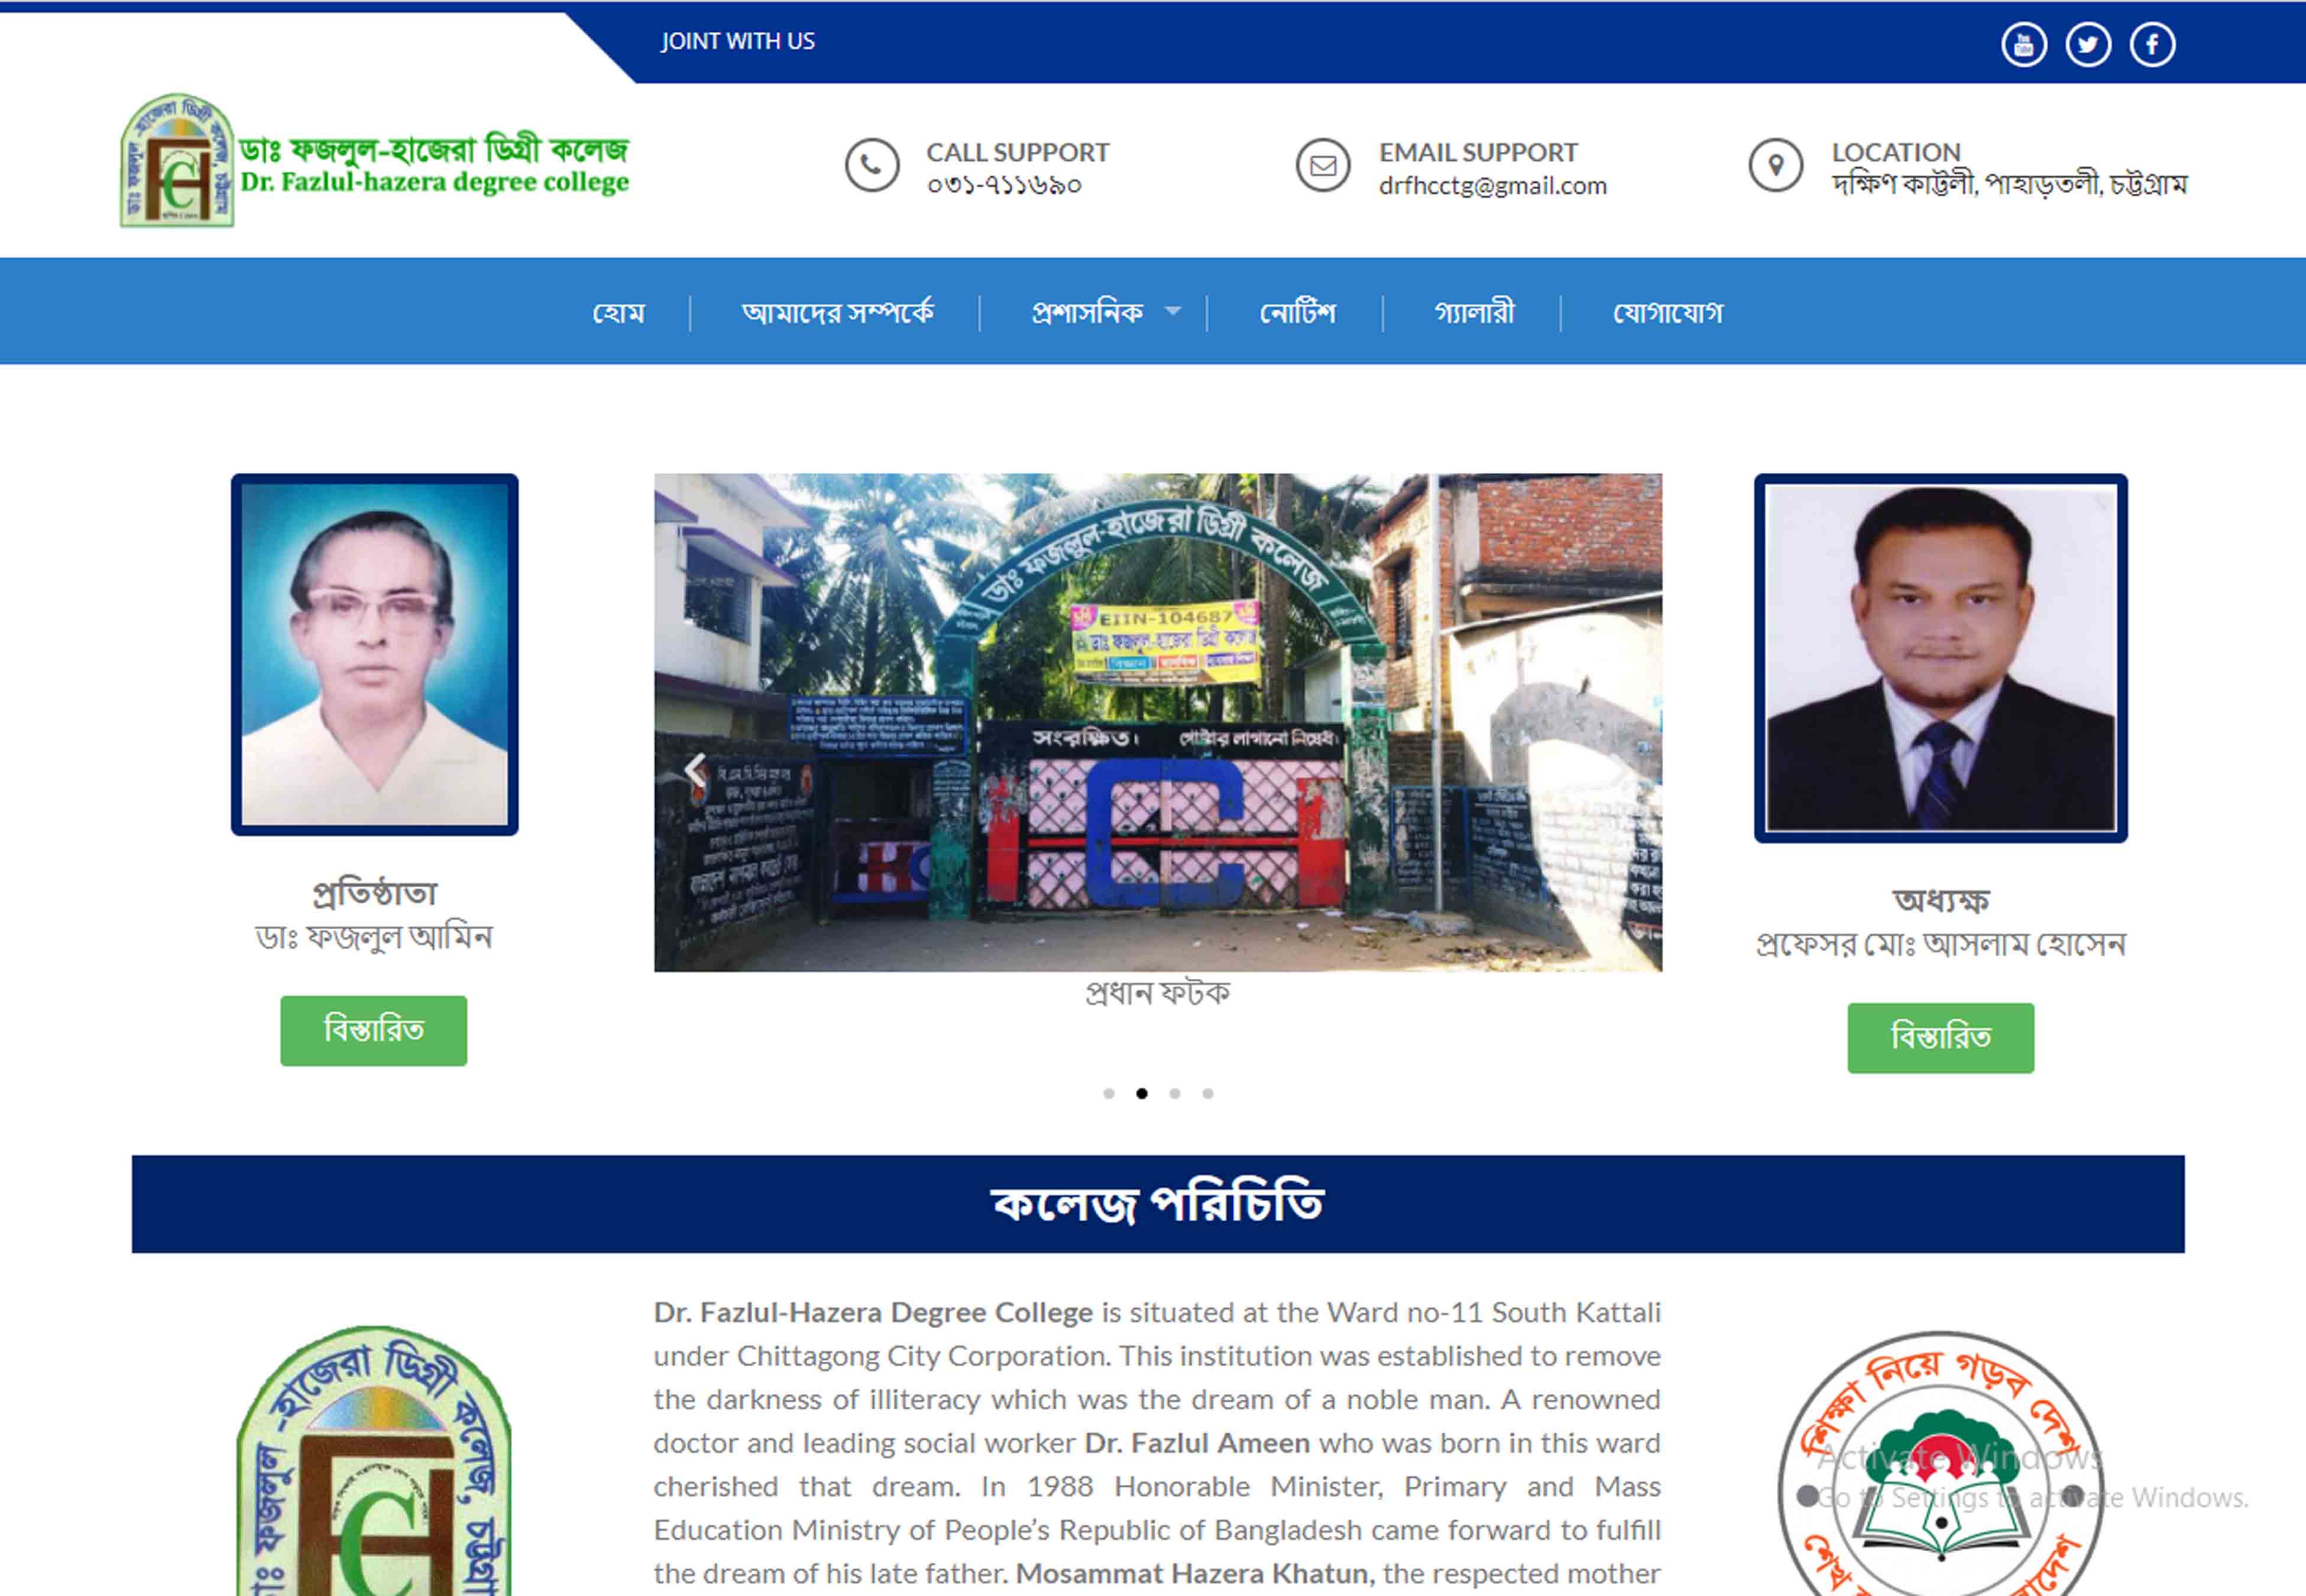 JOINT WITH US
ডাঃ ফজলুল-হাজেরা ডিগ্রী কলেজ, চট্টগ্রাম
ডাঃ ফজলুল-হাজেরা ডিগ্রী কলেজ
Dr. Fazlul-hazera degree college
CALL SUPPORT
০৩১-৭১১৬৯০
EMAIL SUPPORT
drfhcctg@gmail.com
LOCATION
দক্ষিণ কাট্টলী, পাহাড়তলী, চট্টগ্রাম
হোম
আমাদের সম্পর্কে
প্রশাসনিক
নোটিশ
গ্যালারী
যোগাযোগ
ডাঃ ফজলুল-হাজেরা ডিগ্রী কলেজ
EIIN-104687
ডাঃ ফজলুল-হাজেরা ডিগ্রী কলেজ
সংরক্ষিত। পোষ্টার লাগানো নিষেধ।
প্রতিষ্ঠাতা
ডাঃ ফজলুল আমিন
বিস্তারিত
প্রধান ফটক
অধ্যক্ষ
প্রফেসর মোঃ আসলাম হোসেন
বিস্তারিত
কলেজ পরিচিতি
ডাঃ ফজলুল -হাজেরা ডিগ্রী কলেজ,
Dr. Fazlul-Hazera Degree College is situated at the Ward no-11 South Kattali
under Chittagong City Corporation. This institution was established to remove
the darkness of illiteracy which was the dream of a noble man. A renowned
doctor and leading social worker Dr. Fazlul Ameen who was born in this ward
cherished that dream. In 1988 Honorable Minister, Primary and Mass
Education Ministry of People’s Republic of Bangladesh came forward to fulfill
the dream of his late father. Mosammat Hazera Khatun, the respected mother
শিক্ষা নিয়ে গড়ব দেশ
শেখ
Activate Windows
Go to Settings to activate Windows.